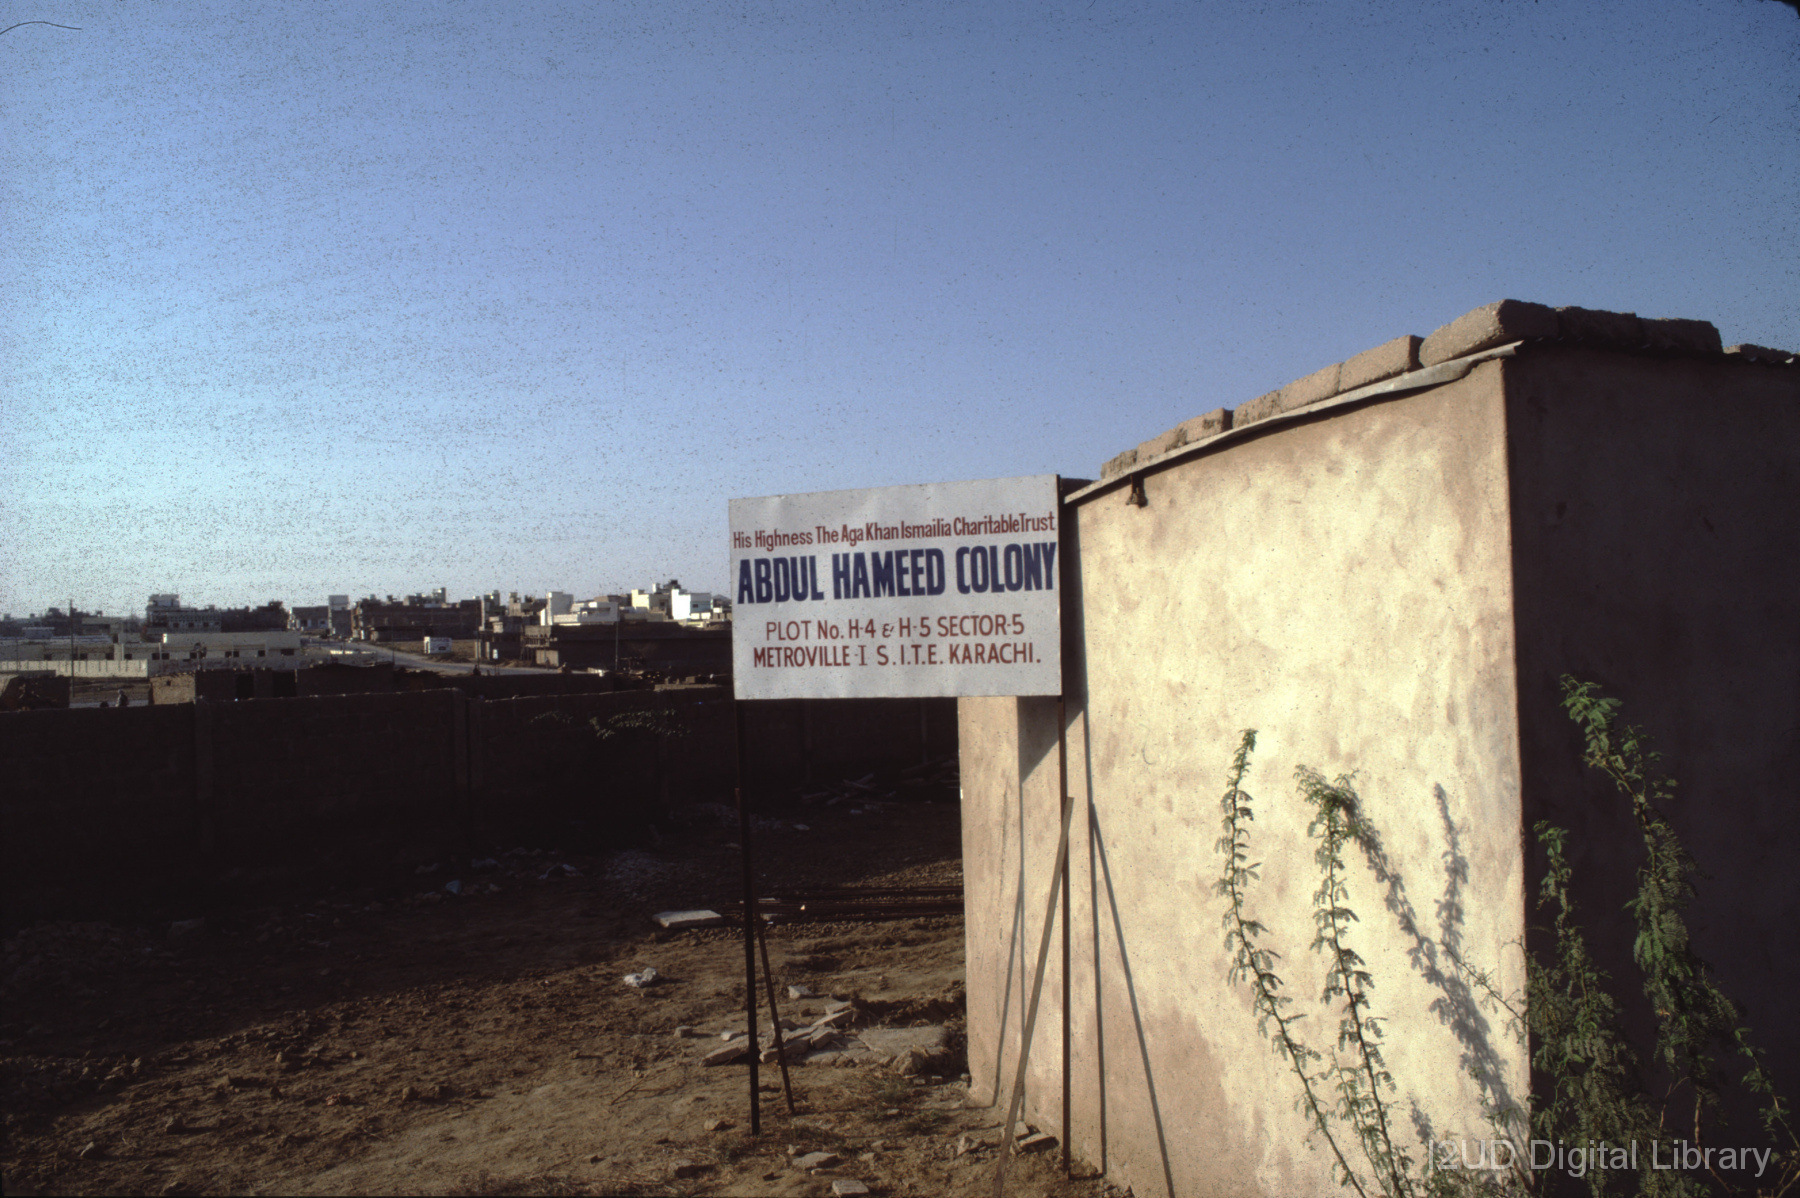 His Highness The Aga Khan Ismailia Charitable Trust
ABDUL HAMEED COLONY
PLOT No. H-4 & H-5 SECTOR-5
METROVILLE-I S.I.T.E. KARACHI.
I2UD Digital Library